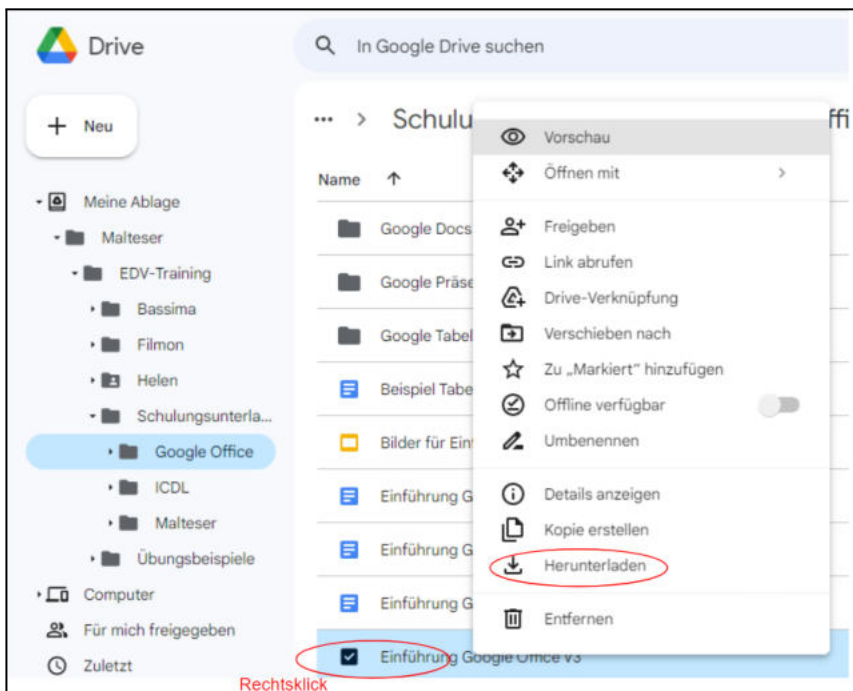 Drive
In Google Drive suchen
Neu
Schulu
ffi
Name
Meine Ablage
Malteser
EDV-Training
Bassima
Filmon
Helen
Schulungsunterla...
Google Office
ICDL
Malteser
Übungsbeispiele
Computer
Für mich freigegeben
Zuletzt
Google Docs
Google Präse
Google Tabel
Beispiel Tabe
Bilder für Ein
Einführung G
Einführung G
Einführung G
Einführung Google Office V3
Vorschau
Öffnen mit
Freigeben
Link abrufen
Drive-Verknüpfung
Verschieben nach
Zu „Markiert" hinzufügen
Offline verfügbar
Umbenennen
Details anzeigen
Kopie erstellen
Herunterladen
Entfernen
Rechtsklick